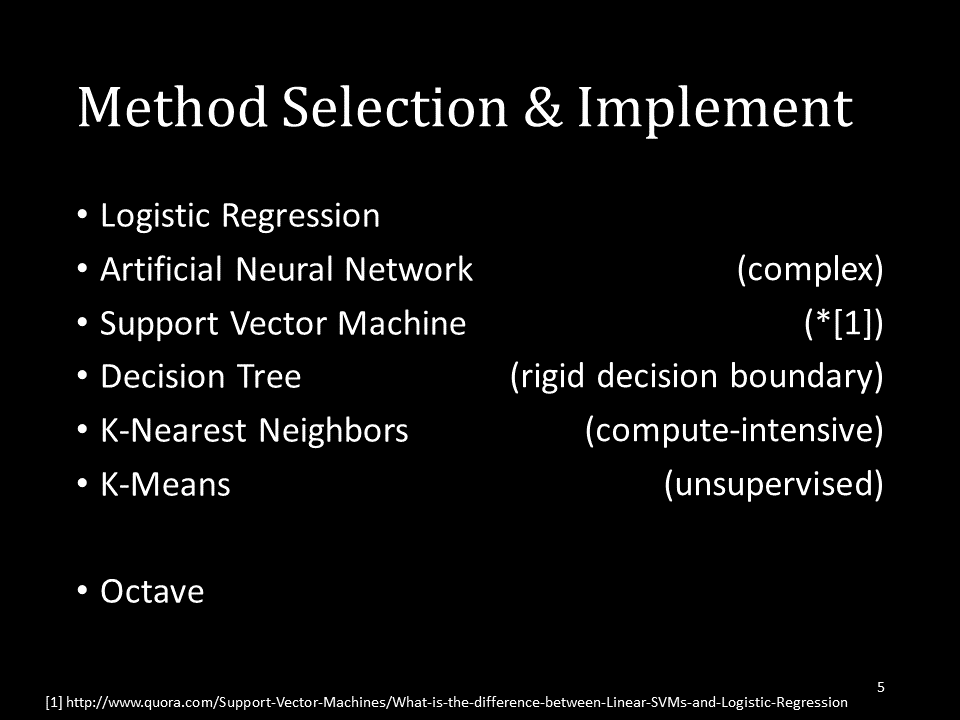 Method Selection & Implement
• Logistic Regression
• Artificial Neural Network (complex)
• Support Vector Machine (*[1])
• Decision Tree (rigid decision boundary)
• K-Nearest Neighbors (compute-intensive)
• K-Means (unsupervised)
• Octave
5
[1] http://www.quora.com/Support-Vector-Machines/What-is-the-difference-between-Linear-SVMs-and-Logistic-Regression